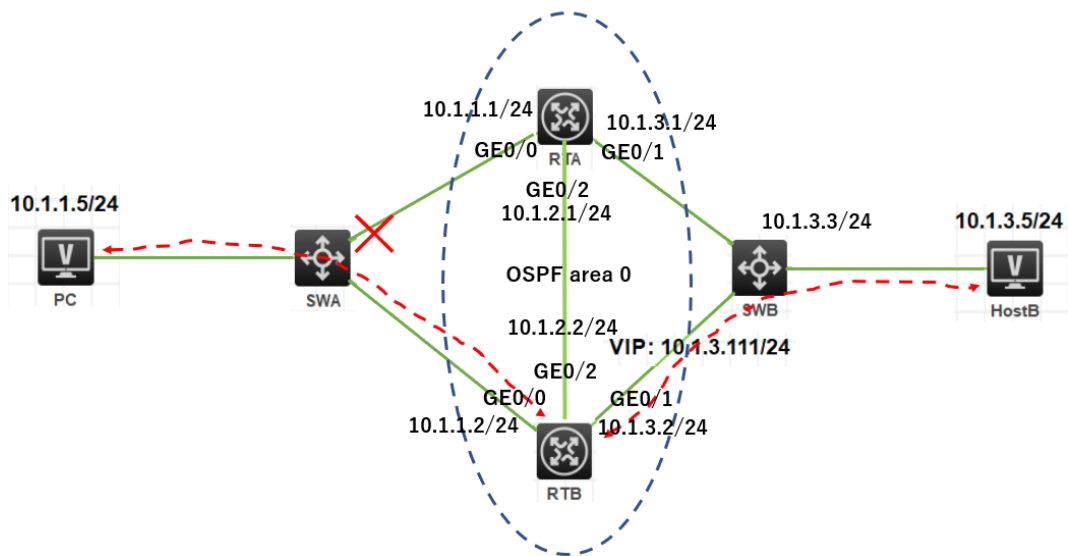 10.1.1.1/24
10.1.3.1/24
GE0/0
RTA
GE0/1
GE0/2
10.1.2.1/24
10.1.1.5/24
V
PC
SWA
10.1.3.3/24
SWB
10.1.3.5/24
V
HostB
OSPF area 0
10.1.2.2/24
VIP: 10.1.3.111/24
GE0/2
GE0/0
GE0/1
10.1.1.2/24
10.1.3.2/24
RTB